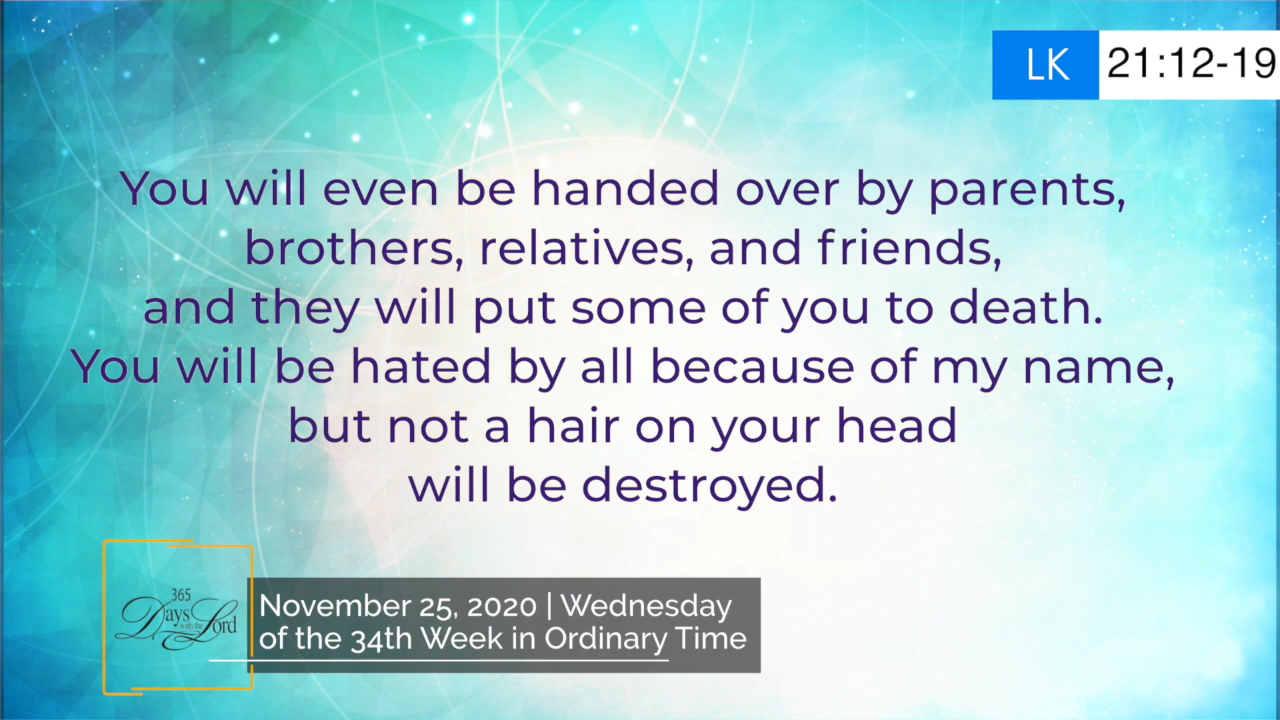 LK 21:12-19
You will even be handed over by parents,
brothers, relatives, and friends,
and they will put some of you to death.
You will be hated by all because of my name,
but not a hair on your head
will be destroyed.
365
Days
with the
Lord
November 25, 2020 | Wednesday
of the 34th Week in Ordinary Time